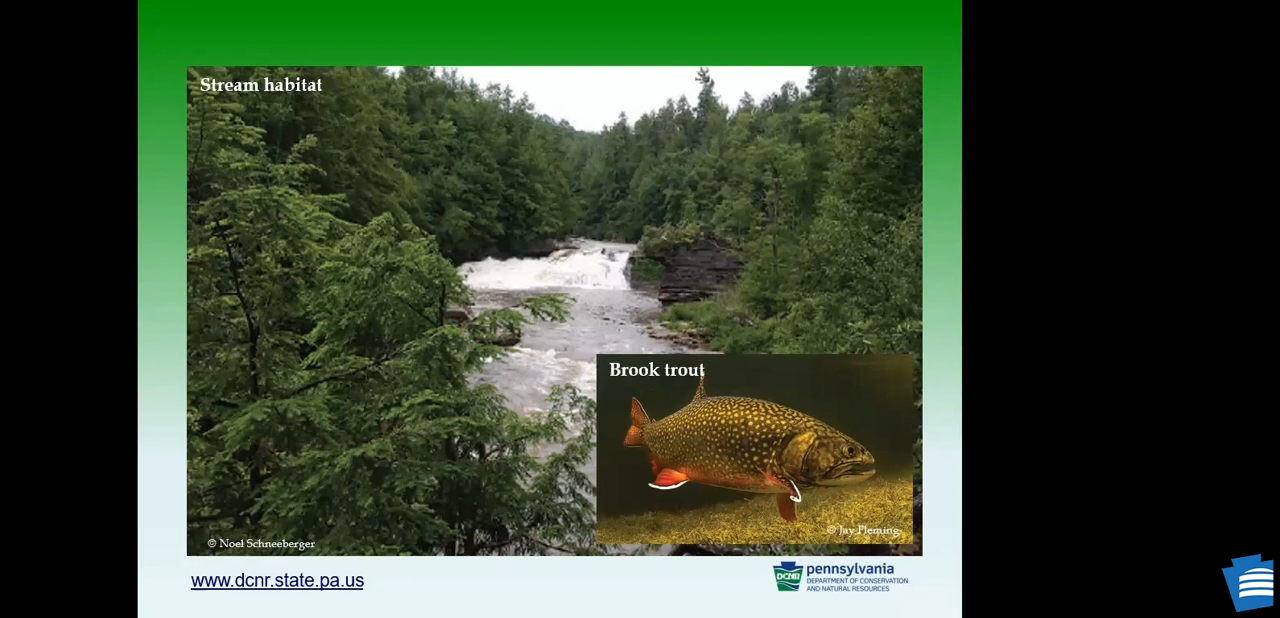 Stream habitat
Brook trout
© Jay Fleming
© Noel Schneeberger
www.dcnr.state.pa.us
DCNR
pennsylvania
DEPARTMENT OF CONSERVATION
AND NATURAL RESOURCES